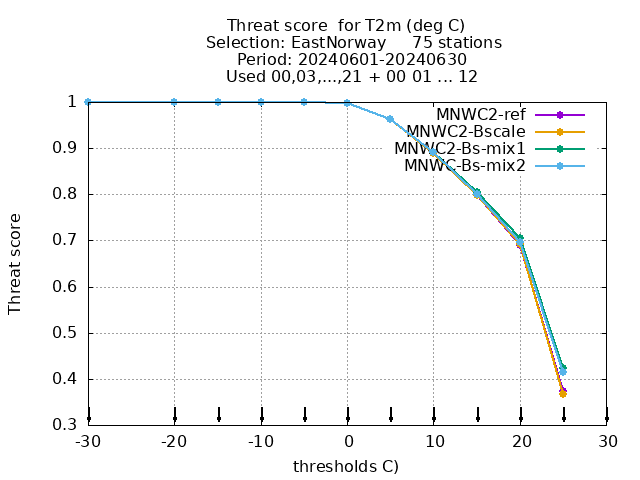 Threat score  for T2m (deg C)
Selection: EastNorway     75 stations
Period: 20240601-20240630
Used 00,03,...,21 + 00 01 ... 12
MNWC2-ref
MNWC2-Bscale
MNWC2-Bs-mix1
MNWC-Bs-mix2
Threat score
1
0.9
0.8
0.7
0.6
0.5
0.4
0.3
-30 -20 -10 0 10 20 30
thresholds C)